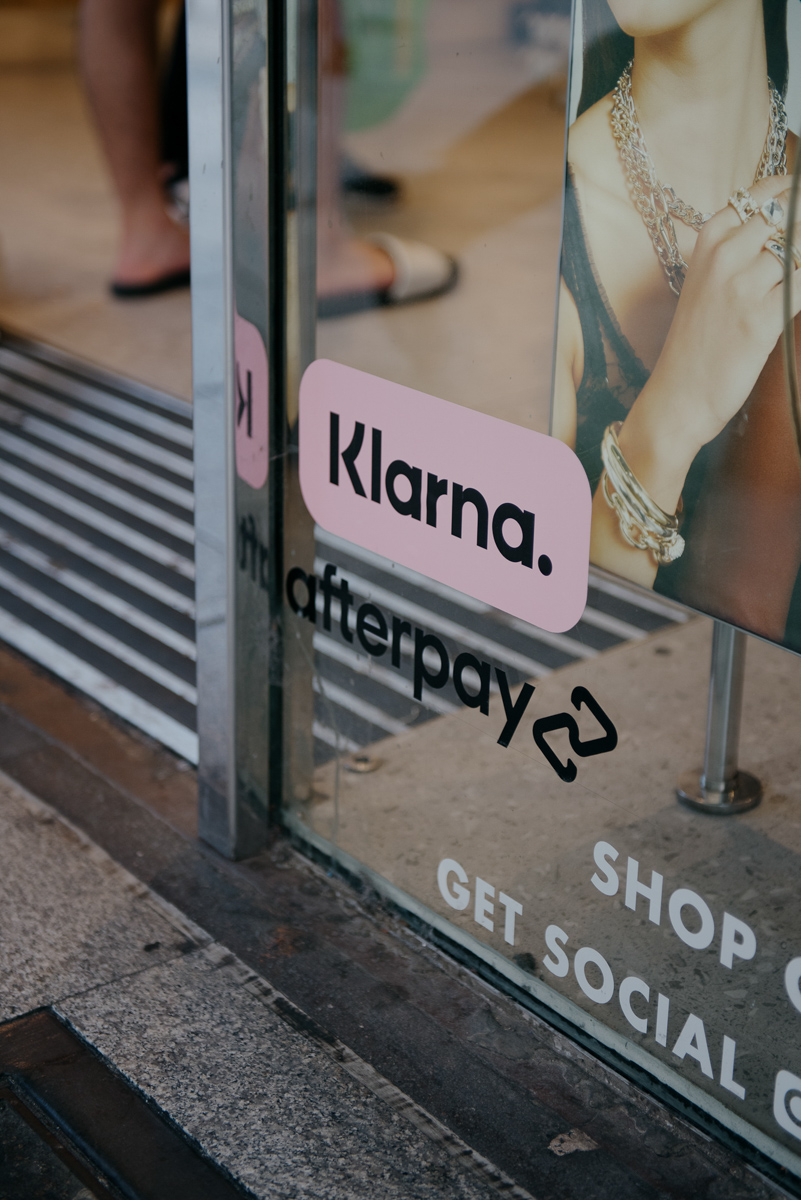 Klarna.
afterpay
SHOP
GET SOCIAL